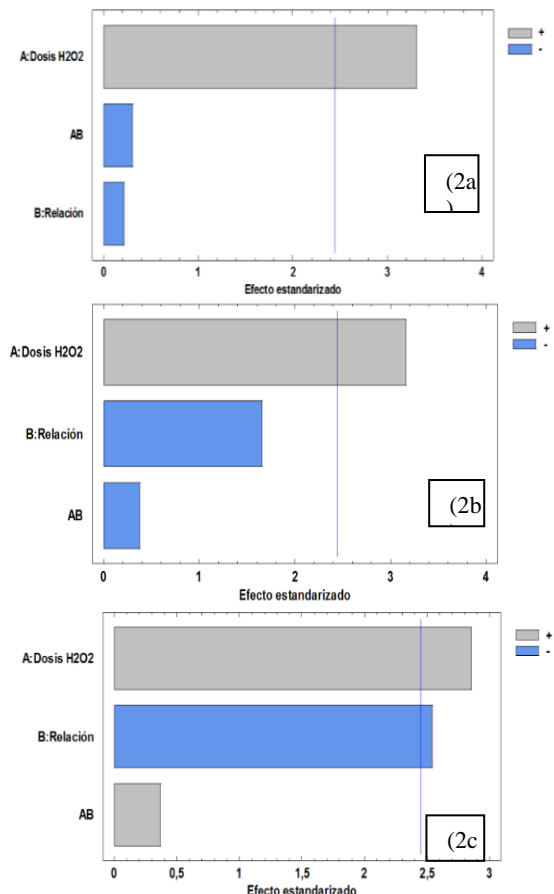 +
-
A:Dosis H2O2
AB
B:Relación
(2a
)
0 1 2 3 4
Efecto estandarizado
+
-
A:Dosis H2O2
B:Relación
AB
(2b
0 1 2 3 4
Efecto estandarizado
+
-
A:Dosis H2O2
B:Relación
AB
(2c
0 0,5 1 1,5 2 2,5 3
Efecto estandarizado